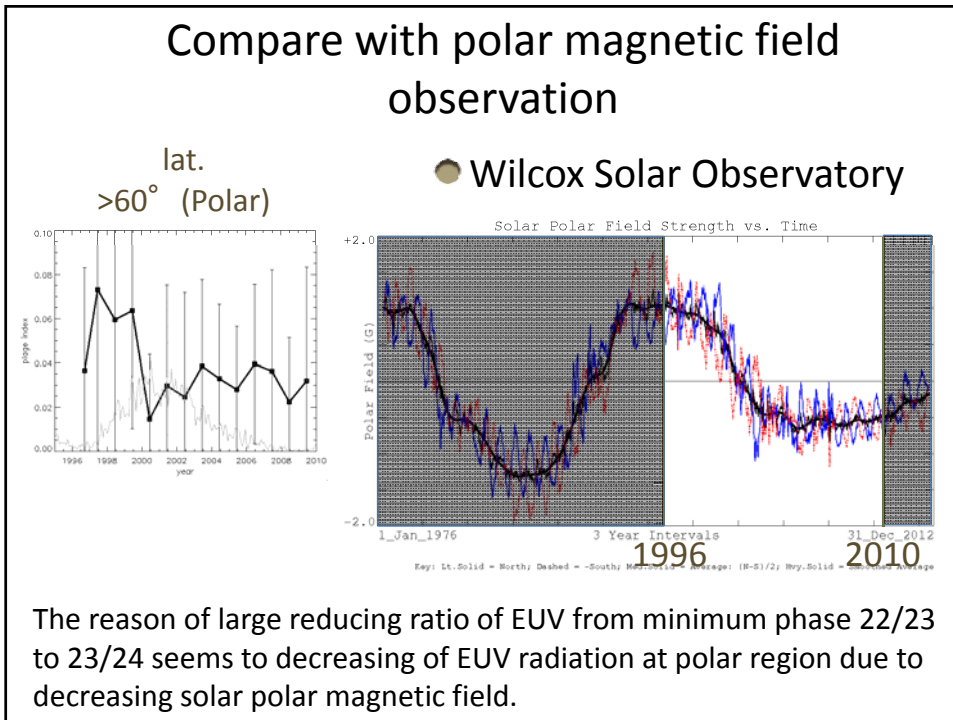 Compare with polar magnetic field
observation
lat.
>60° (Polar)
Wilcox Solar Observatory
0.10
0.08
0.06
0.04
0.02
0.00
plage index
1996 1998 2000 2002 2004 2006 2008 2010
year
Solar Polar Field Strength vs. Time
+2.0
Polar Field (G)
-2.0
1_Jan_1976 3 Year Intervals 31_Dec_2012
1996 2010
Key: Lt.Solid = North; Dashed = -South; Med.Solid = Average: (N-S)/2; Hvy.Solid = Smoothed Average
The reason of large reducing ratio of EUV from minimum phase 22/23
to 23/24 seems to decreasing of EUV radiation at polar region due to
decreasing solar polar magnetic field.